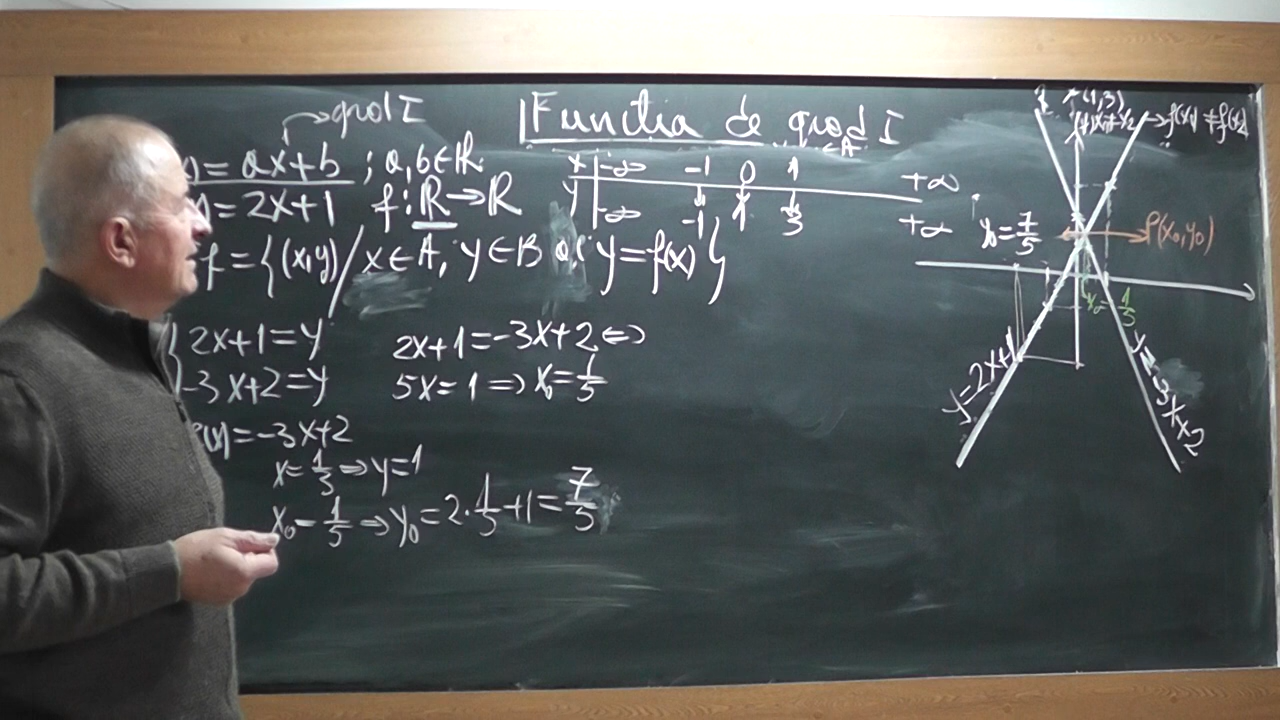 grad I
Functia de grad I
) = ax+b ; a,b∈ℝ
) = 2x+1 f: ℝ→ℝ
x -∞ -1 0 1 +∞
y -∞ -1 1 3 +∞
f = {(x,y) / x∈A, y∈B a.i y=f(x)}
2x+1=y
-3x+2=y
2x+1=-3x+2 ⇔
5x=1 ⇒ x₀=1/5
=-3x+2
x=1/3 ⇒ y=1
x₀=1/5 ⇒ y₀=2·1/5+1=7/5
(1,3)
y₀=7/5
P(x₀,y₀)
x₀=1/5
y=2x+1
y=-3x+2